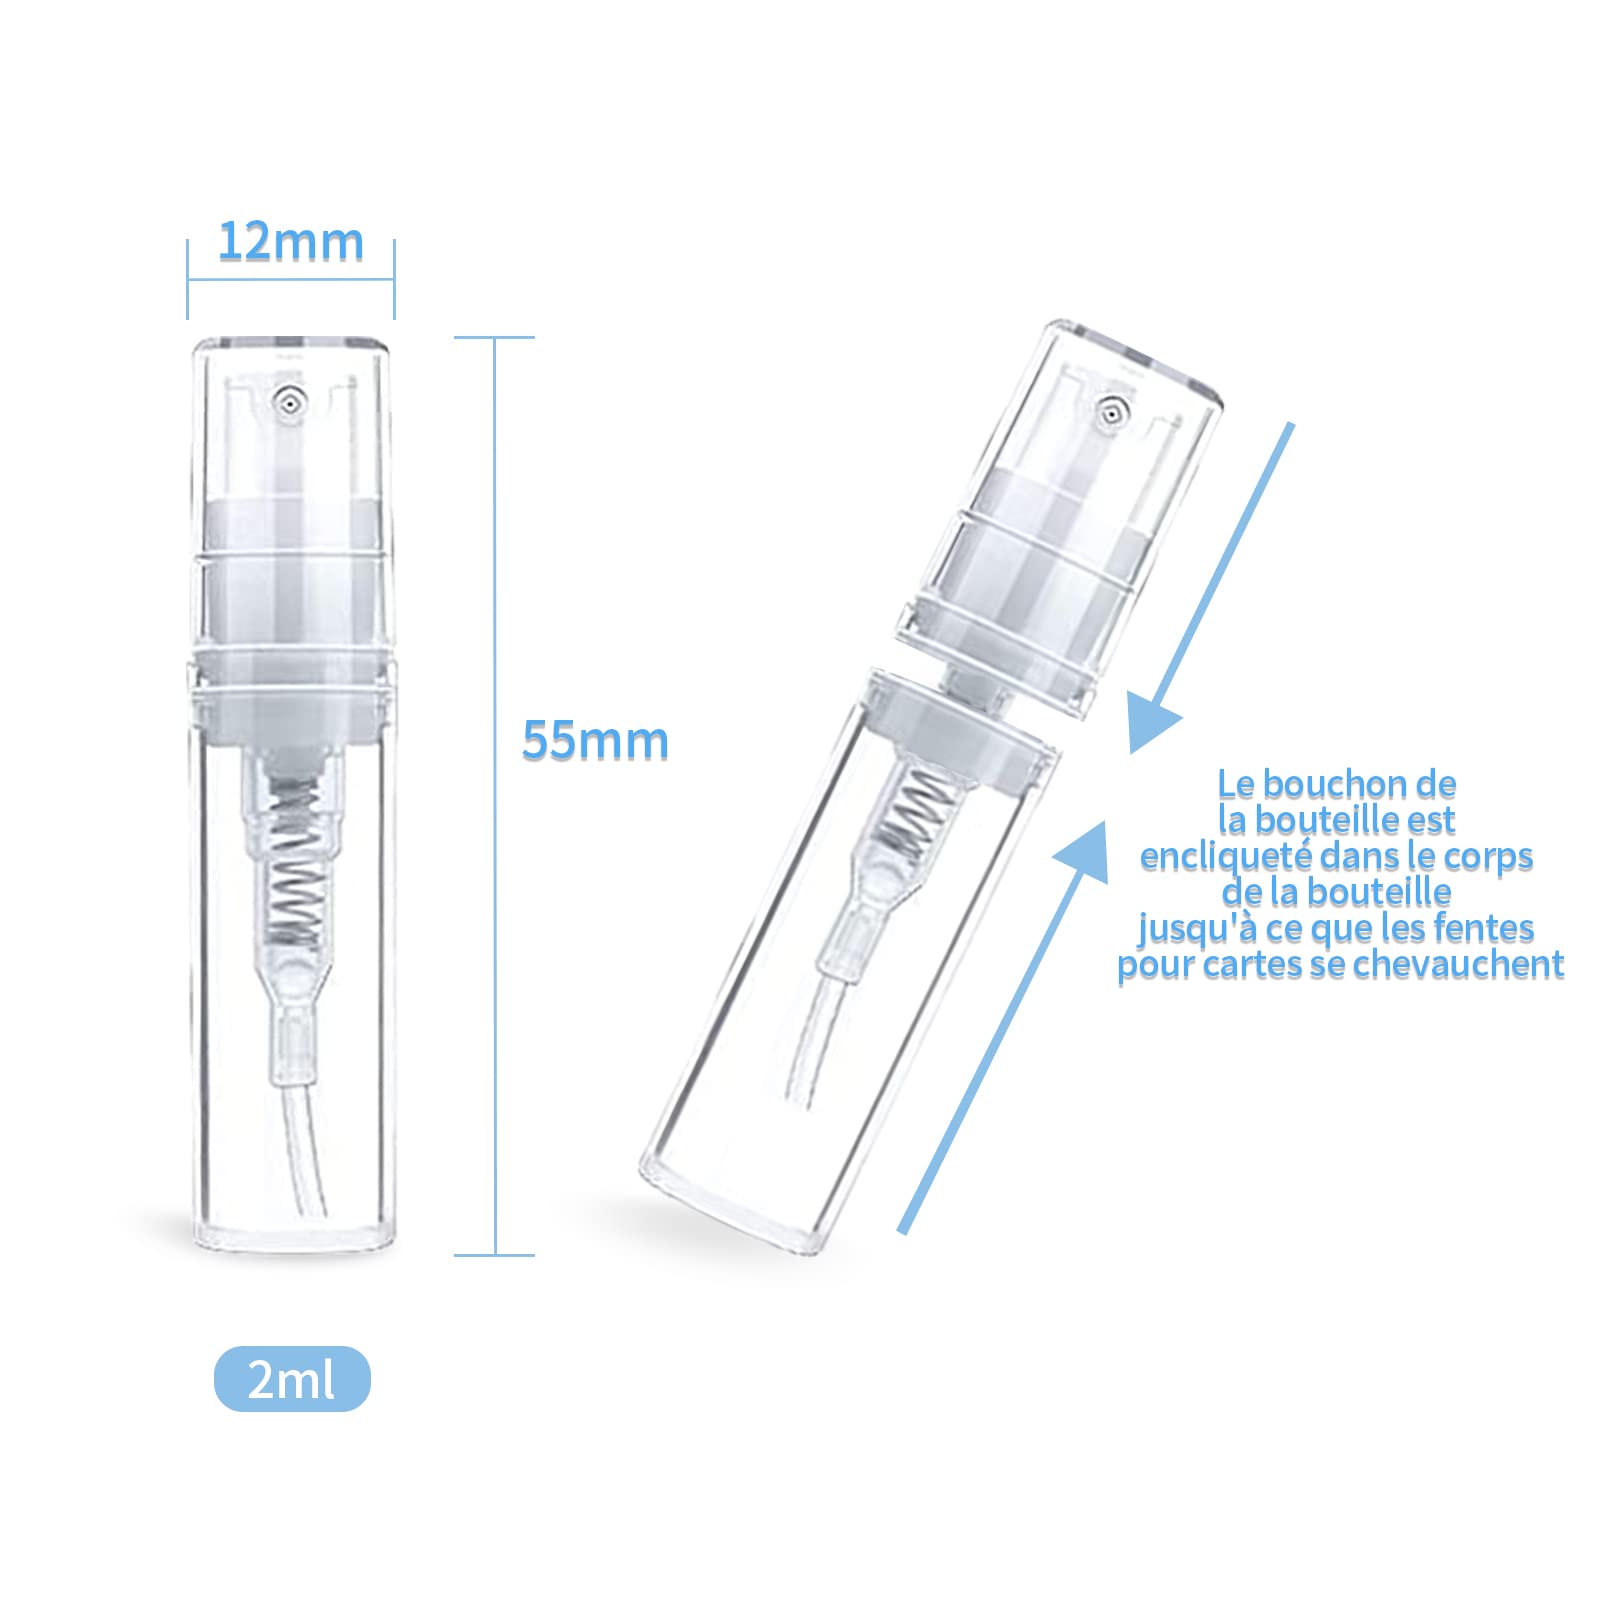 12mm
55mm
Le bouchon de
la bouteille est
encliqueté dans le corps
de la bouteille
jusqu'à ce que les fentes
pour cartes se chevauchent
2ml